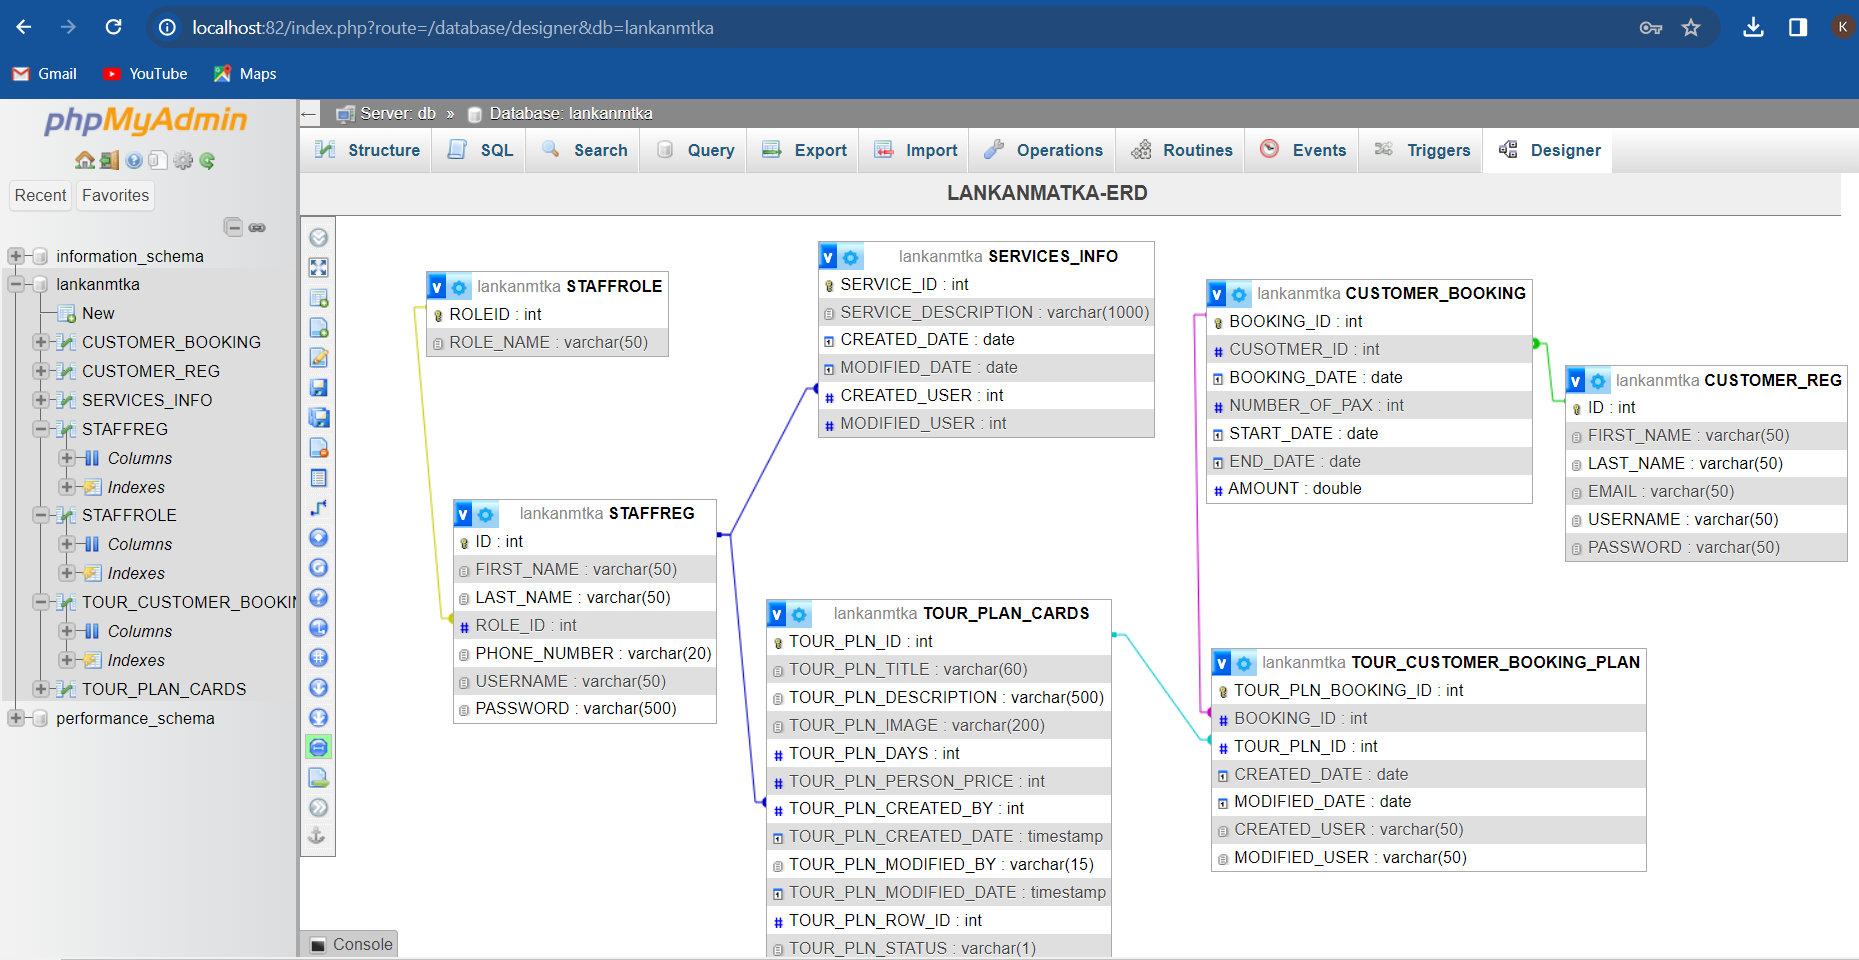 localhost:82/index.php?route=/database/designer&db=lankanmtka
K
Gmail
YouTube
Maps
phpMyAdmin
Recent
Favorites
information_schema
lankanmtka
New
CUSTOMER_BOOKING
CUSTOMER_REG
SERVICES_INFO
STAFFREG
Columns
Indexes
STAFFROLE
Columns
Indexes
TOUR_CUSTOMER_BOOKIN
Columns
Indexes
TOUR_PLAN_CARDS
performance_schema
Server: db » Database: lankanmtka
Structure
SQL
Search
Query
Export
Import
Operations
Routines
Events
Triggers
Designer
LANKANMATKA-ERD
v lankanmtka STAFFROLE
ROLEID : int
ROLE_NAME : varchar(50)
v lankanmtka SERVICES_INFO
SERVICE_ID : int
SERVICE_DESCRIPTION : varchar(1000)
CREATED_DATE : date
MODIFIED_DATE : date
# CREATED_USER : int
# MODIFIED_USER : int
v lankanmtka CUSTOMER_BOOKING
BOOKING_ID : int
# CUSOTMER_ID : int
BOOKING_DATE : date
# NUMBER_OF_PAX : int
START_DATE : date
END_DATE : date
# AMOUNT : double
v lankanmtka CUSTOMER_REG
ID : int
FIRST_NAME : varchar(50)
LAST_NAME : varchar(50)
EMAIL : varchar(50)
USERNAME : varchar(50)
PASSWORD : varchar(50)
v lankanmtka STAFFREG
ID : int
FIRST_NAME : varchar(50)
LAST_NAME : varchar(50)
# ROLE_ID : int
PHONE_NUMBER : varchar(20)
USERNAME : varchar(50)
PASSWORD : varchar(500)
v lankanmtka TOUR_PLAN_CARDS
TOUR_PLN_ID : int
TOUR_PLN_TITLE : varchar(60)
TOUR_PLN_DESCRIPTION : varchar(500)
TOUR_PLN_IMAGE : varchar(200)
# TOUR_PLN_DAYS : int
# TOUR_PLN_PERSON_PRICE : int
# TOUR_PLN_CREATED_BY : int
TOUR_PLN_CREATED_DATE : timestamp
TOUR_PLN_MODIFIED_BY : varchar(15)
TOUR_PLN_MODIFIED_DATE : timestamp
# TOUR_PLN_ROW_ID : int
TOUR_PLN_STATUS : varchar(1)
v lankanmtka TOUR_CUSTOMER_BOOKING_PLAN
TOUR_PLN_BOOKING_ID : int
# BOOKING_ID : int
# TOUR_PLN_ID : int
CREATED_DATE : date
MODIFIED_DATE : date
CREATED_USER : varchar(50)
MODIFIED_USER : varchar(50)
Console